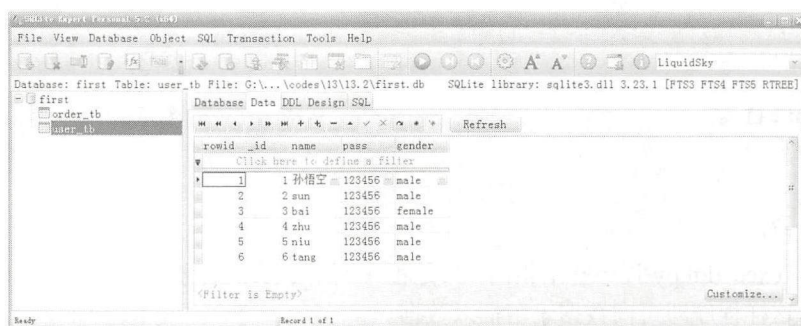 SQLite Expert Personal 5.2 (x64)
File View Database Object SQL Transaction Tools Help
LiquidSky
Database: first Table: user_tb File: G:\...\codes\13\13.2\first.db SQLite library: sqlite3.dll 3.23.1 [FTS3 FTS4 FTS5 RTREE]
first
order_tb
user_tb
Database Data DDL Design SQL
Refresh
rowid _id name pass gender
Click here to define a filter
1 1 孙悟空 123456 male
2 2 sun 123456 male
3 3 bai 123456 female
4 4 zhu 123456 male
5 5 niu 123456 male
6 6 tang 123456 male
<Filter is Empty> Customize...
Ready Record 1 of 1